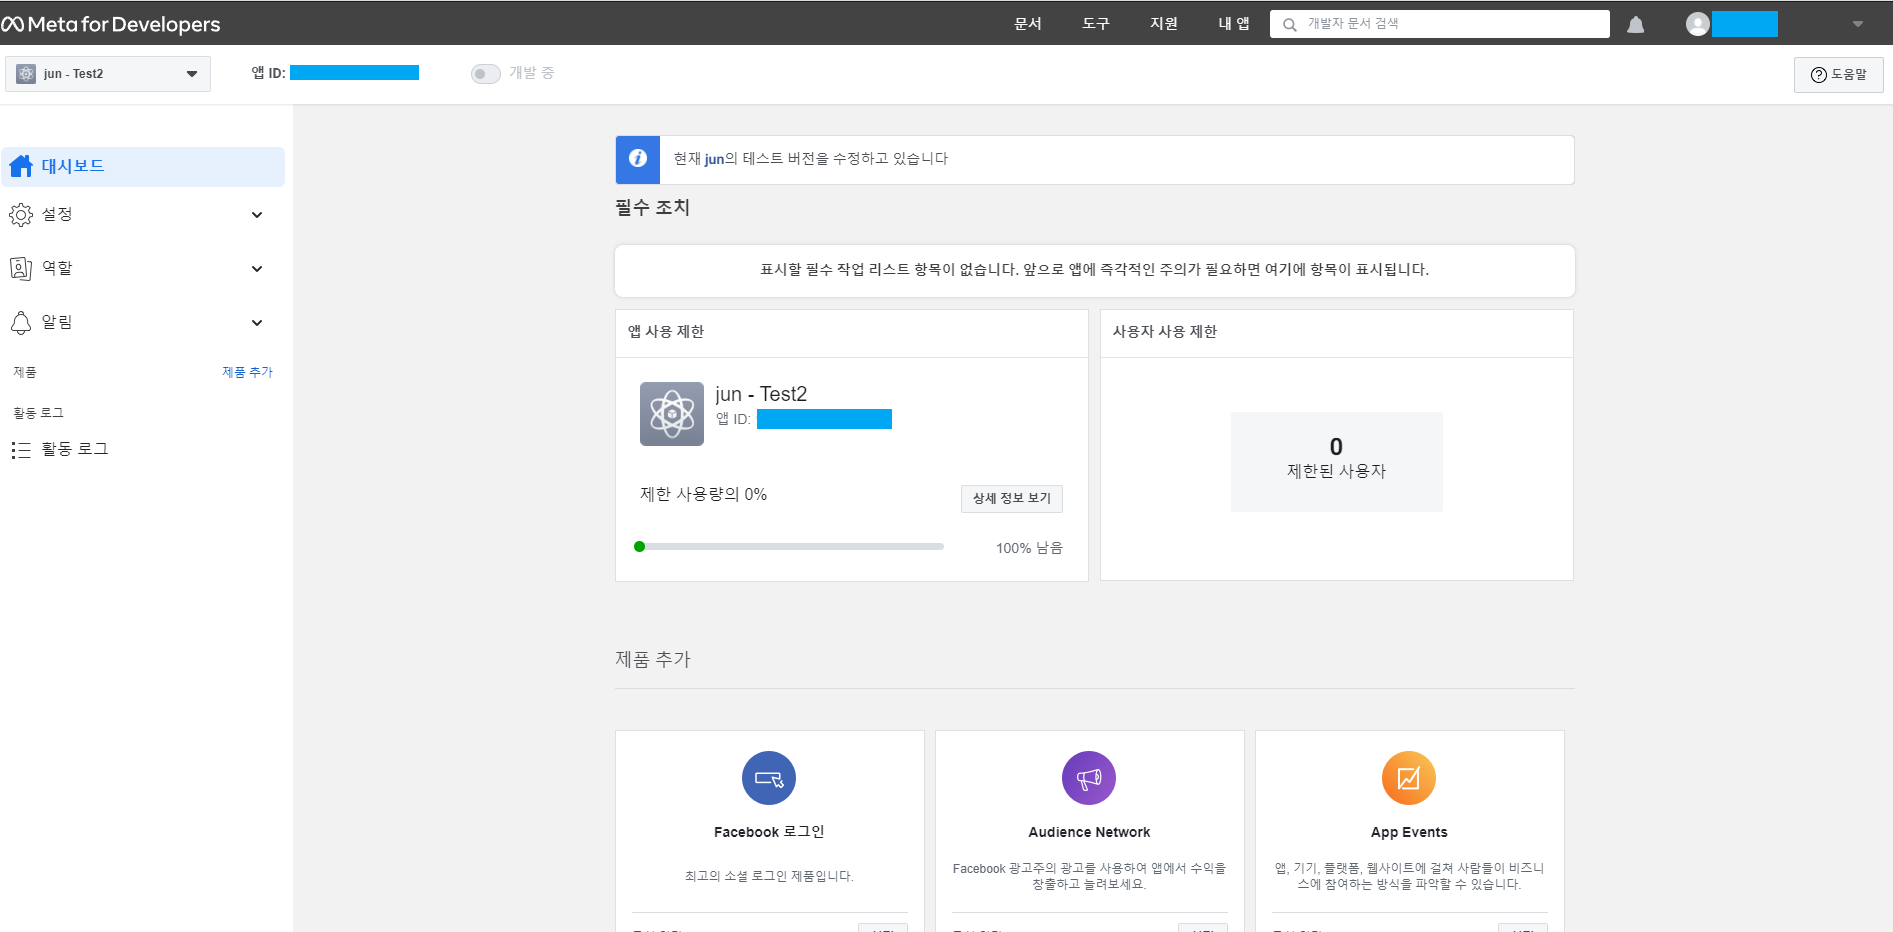 Meta for Developers
문서 도구 지원 내 앱 개발자 문서 검색
jun - Test2 앱 ID: 개발 중 도움말
대시보드
설정
역할
알림
제품 제품 추가
활동 로그
활동 로그
현재 jun의 테스트 버전을 수정하고 있습니다
필수 조치
표시할 필수 작업 리스트 항목이 없습니다. 앞으로 앱에 즉각적인 주의가 필요하면 여기에 항목이 표시됩니다.
앱 사용 제한
jun - Test2
앱 ID:
제한 사용량의 0% 상세 정보 보기
100% 남음
사용자 사용 제한
0
제한된 사용자
제품 추가
Facebook 로그인
최고의 소셜 로그인 제품입니다.
Audience Network
Facebook 광고주의 광고를 사용하여 앱에서 수익을
창출하고 늘려보세요.
App Events
앱, 기기, 플랫폼, 웹사이트에 걸쳐 사람들이 비즈니
스에 참여하는 방식을 파악할 수 있습니다.